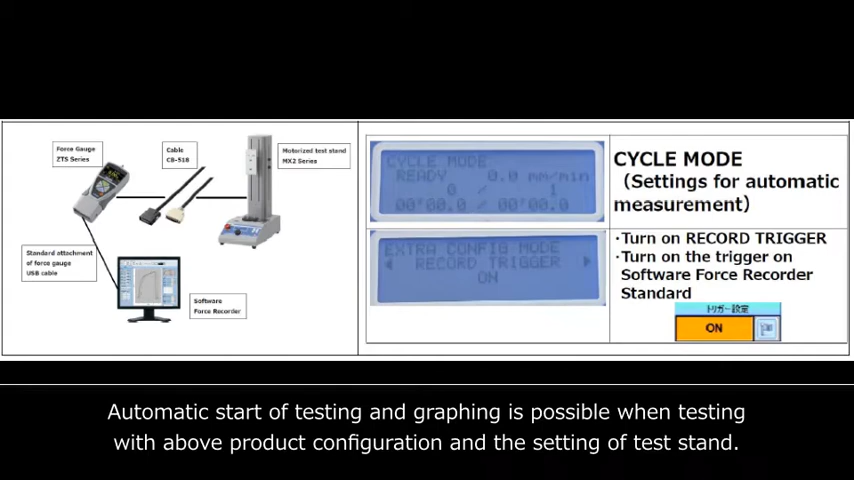 Force Gauge
ZTS Series
Cable
CB-518
Motorized test stand
MX2 Series
Standard attachment
of force gauge
USB cable
Software
Force Recorder
CYCLE MODE
READY 0.0 mm/min
0 / 1
00'00.0 / 00'00.0
EXTRA CONFIG MODE
RECORD TRIGGER
ON
CYCLE MODE
（Settings for automatic
measurement）
・Turn on RECORD TRIGGER
・Turn on the trigger on
Software Force Recorder
Standard
トリガー設定
ON
Automatic start of testing and graphing is possible when testing
with above product configuration and the setting of test stand.